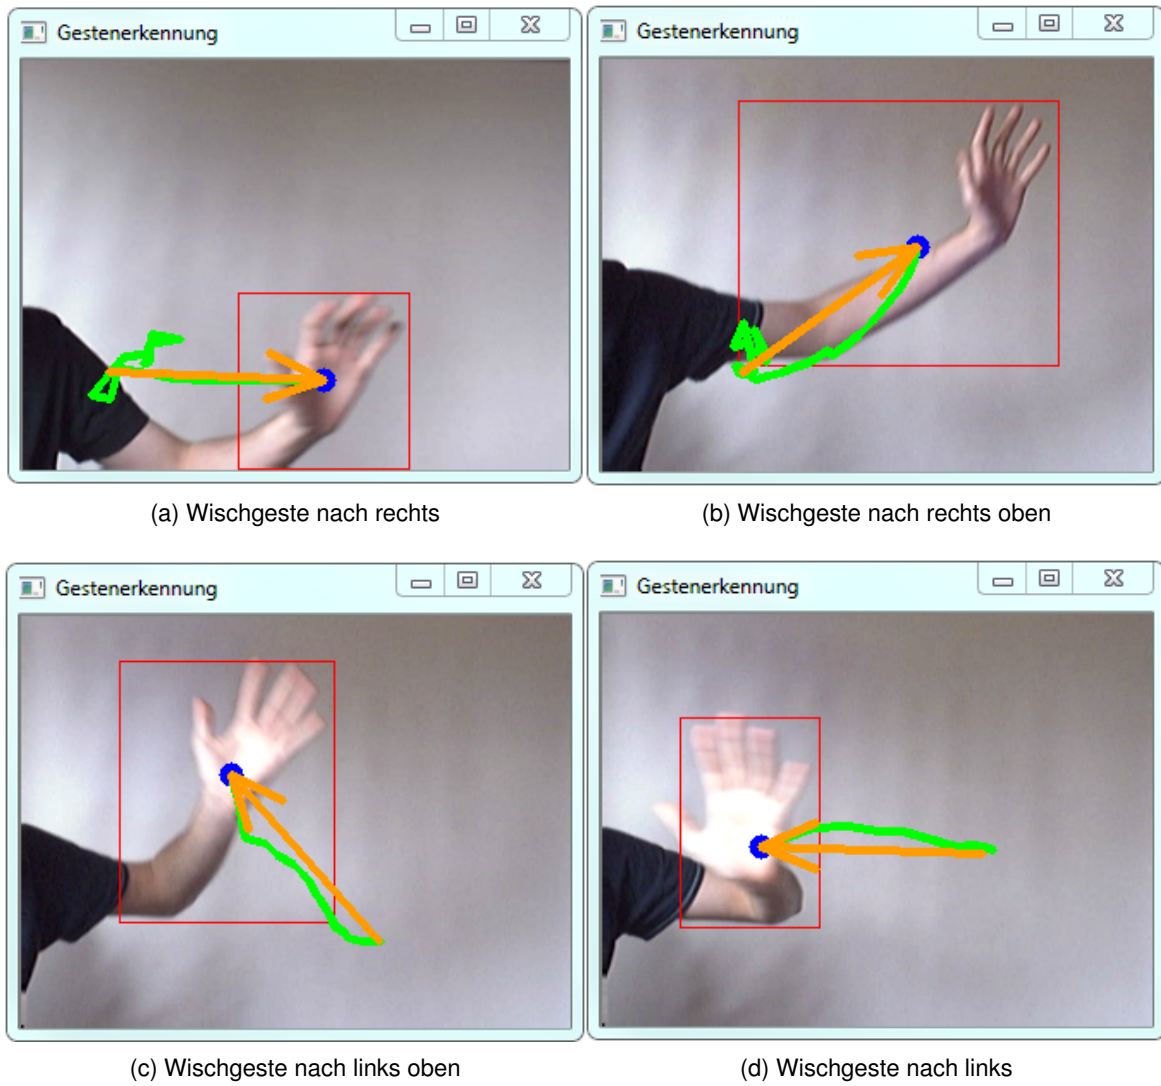 Gestenerkennung
Gestenerkennung
(a) Wischgeste nach rechts
(b) Wischgeste nach rechts oben
Gestenerkennung
Gestenerkennung
(c) Wischgeste nach links oben
(d) Wischgeste nach links